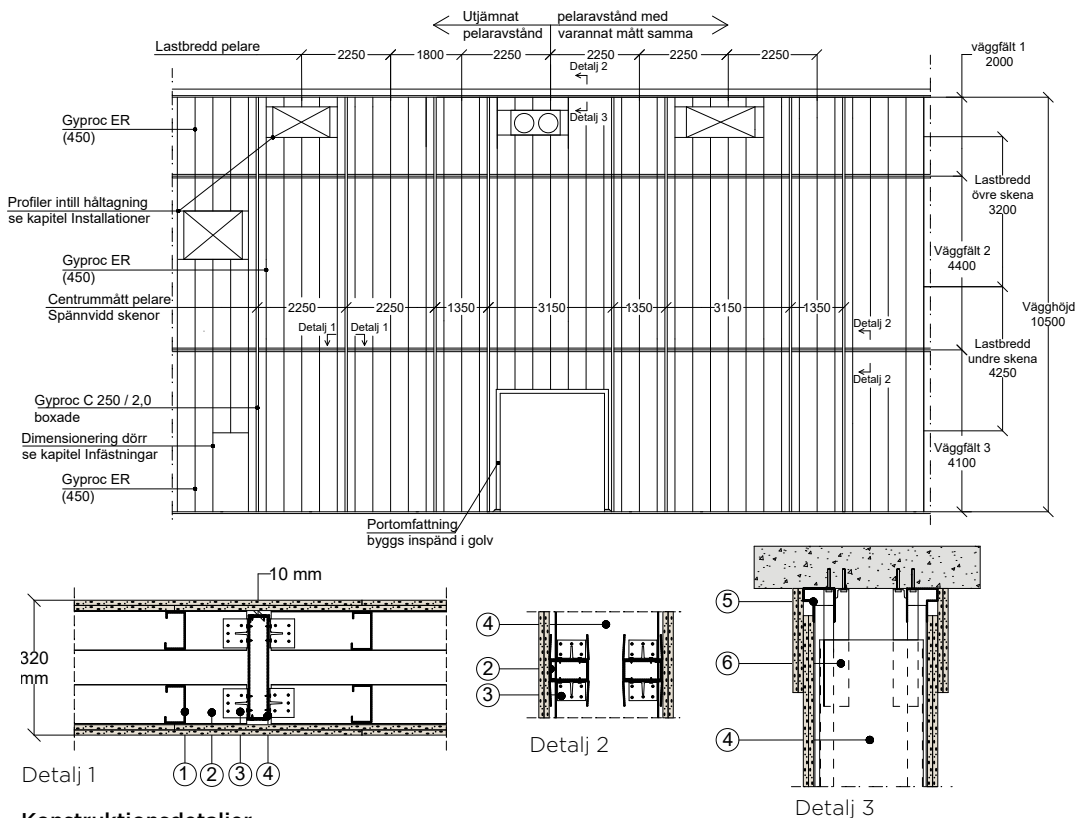 Utjämnat pelaravstånd med
pelaravstånd varannat mått samma
Lastbredd pelare
2250 1800 2250 2250 2250 2250
väggfält 1
2000
Detalj 2
Detalj 3
Gyproc ER
(450)
Profiler intill håltagning
se kapitel Installationer
Lastbredd
övre skena
3200
Gyproc ER
(450)
Väggfält 2
4400
Centrummått pelare
Spännvidd skenor
2250 2250 1350 3150 1350 3150 1350
Vägghöjd
10500
Detalj 1 Detalj 1
Detalj 2
Detalj 2
Lastbredd
undre skena
4250
Gyproc C 250 / 2,0
boxade
Dimensionering dörr
se kapitel Infästningar
Väggfält 3
4100
Gyproc ER
(450)
Portomfattning
byggs inspänd i golv
10 mm
320
mm
1 2 3 4
Detalj 1
4
2
3
Detalj 2
5
6
4
Detalj 3